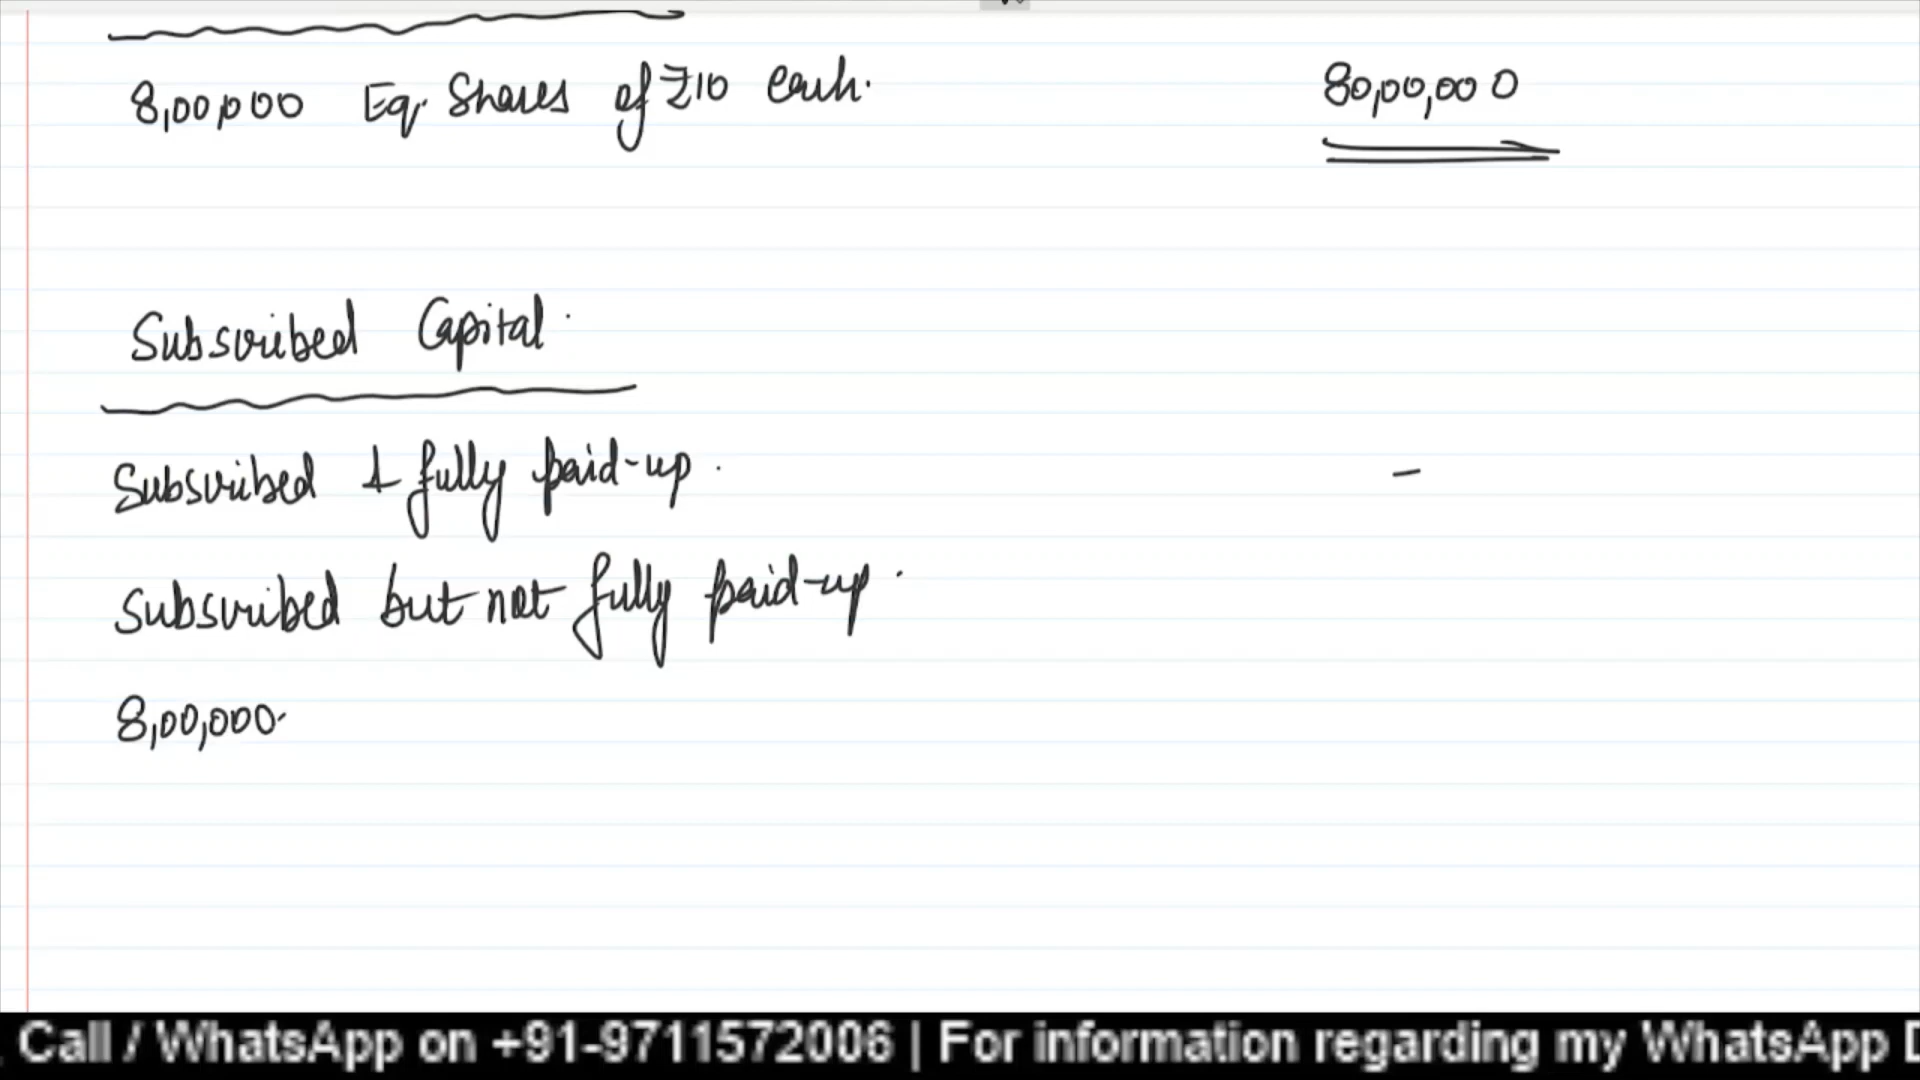 8,00,000 Eq. Shares of ₹10 each. 80,00,000
Subscribed Capital.
Subscribed & fully paid-up. -
Subscribed but not fully paid-up.
8,00,000
Call / WhatsApp on +91-9711572006 | For information regarding my WhatsApp D